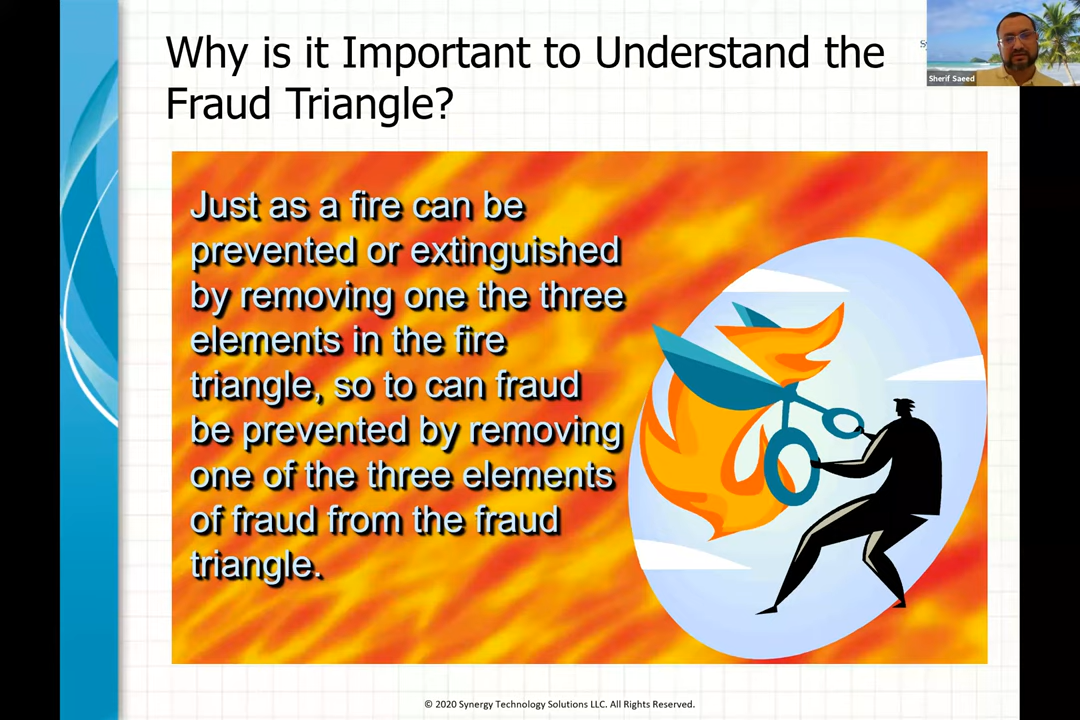 Why is it Important to Understand the
Fraud Triangle?
Sherif Saeed
Just as a fire can be
prevented or extinguished
by removing one the three
elements in the fire
triangle, so to can fraud
be prevented by removing
one of the three elements
of fraud from the fraud
triangle.
© 2020 Synergy Technology Solutions LLC. All Rights Reserved.